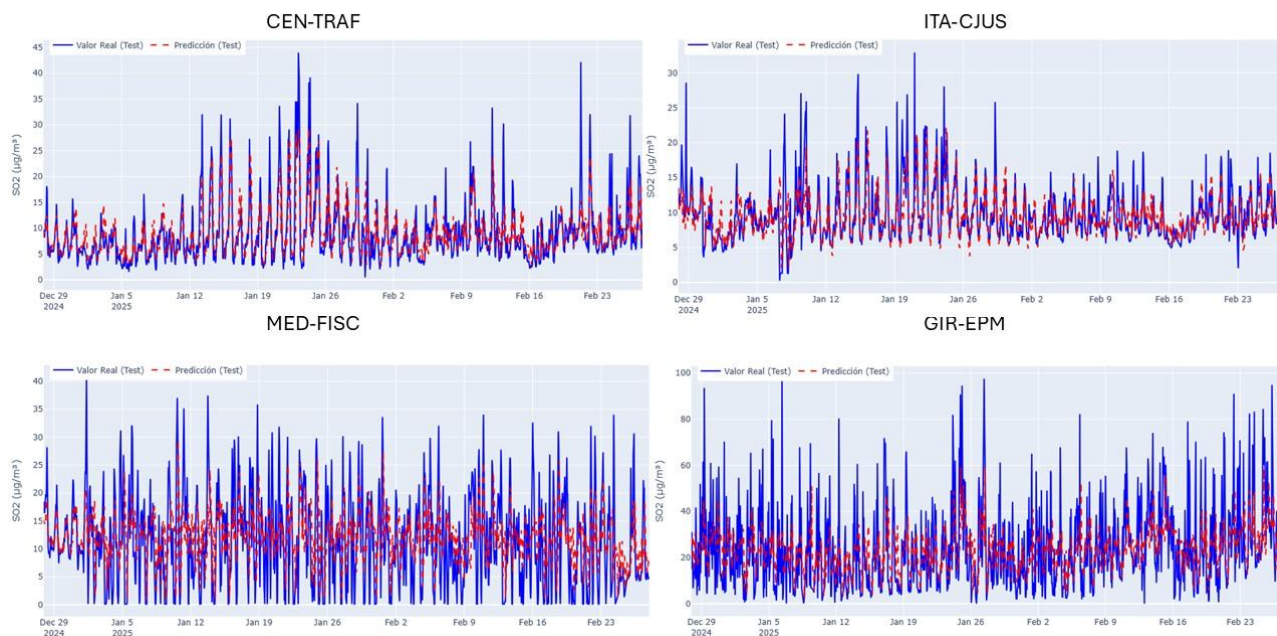 CEN-TRAF
Valor Real (Test) Predicción (Test)
SO2 (µg/m³)
45
40
35
30
25
20
15
10
5
0
Dec 29 Jan 5 Jan 12 Jan 19 Jan 26 Feb 2 Feb 9 Feb 16 Feb 23
2024 2025
ITA-CJUS
Valor Real (Test) Predicción (Test)
SO2 (µg/m³)
30
25
20
15
10
5
0
Dec 29 Jan 5 Jan 12 Jan 19 Jan 26 Feb 2 Feb 9 Feb 16 Feb 23
2024 2025
MED-FISC
Valor Real (Test) Predicción (Test)
SO2 (µg/m³)
40
35
30
25
20
15
10
5
0
Dec 29 Jan 5 Jan 12 Jan 19 Jan 26 Feb 2 Feb 9 Feb 16 Feb 23
2024 2025
GIR-EPM
Valor Real (Test) Predicción (Test)
SO2 (µg/m³)
100
80
60
40
20
0
Dec 29 Jan 5 Jan 12 Jan 19 Jan 26 Feb 2 Feb 9 Feb 16 Feb 23
2024 2025